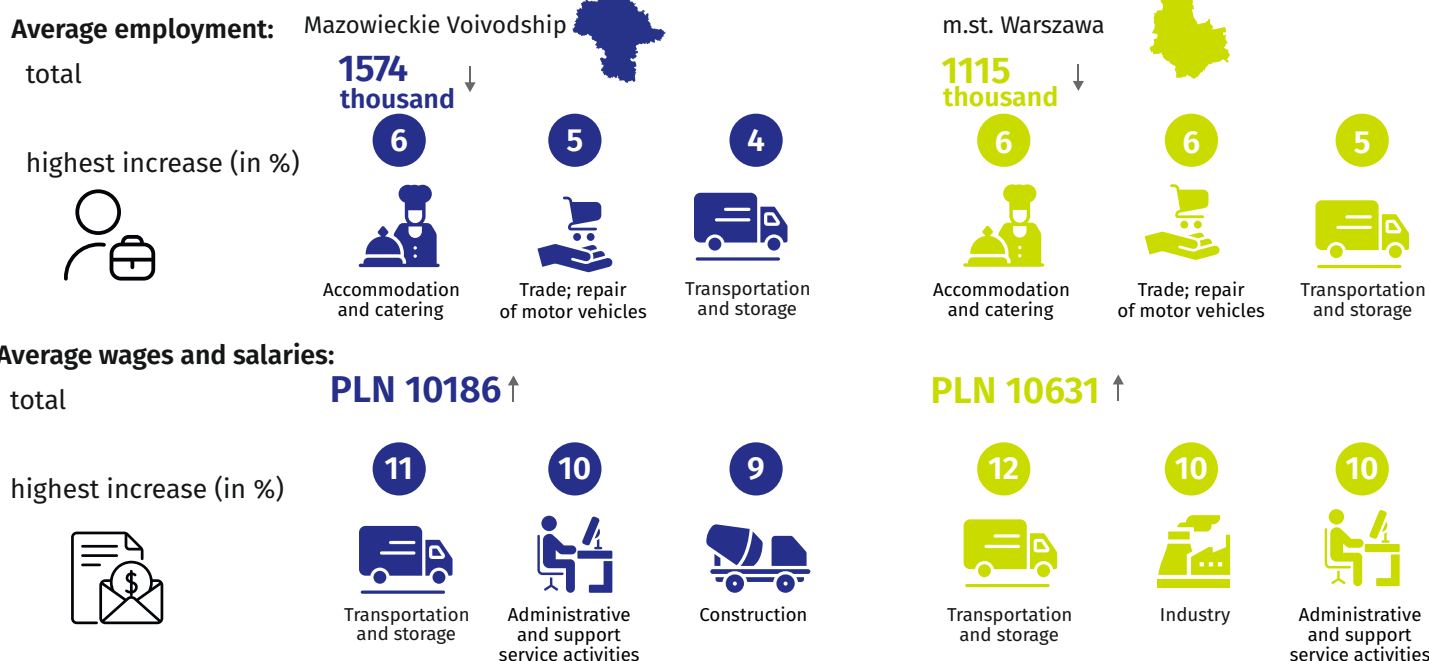 Average employment:
Mazowieckie Voivodship
m.st. Warszawa
total
1574
thousand
1115
thousand
highest increase (in %)
6
5
4
6
6
5
Accommodation
and catering
Trade; repair
of motor vehicles
Transportation
and storage
Accommodation
and catering
Trade; repair
of motor vehicles
Transportation
and storage
Average wages and salaries:
total
PLN 10186
PLN 10631
highest increase (in %)
11
10
9
12
10
10
$
Transportation
and storage
Administrative
and support
service activities
Construction
Transportation
and storage
Industry
Administrative
and support
service activities